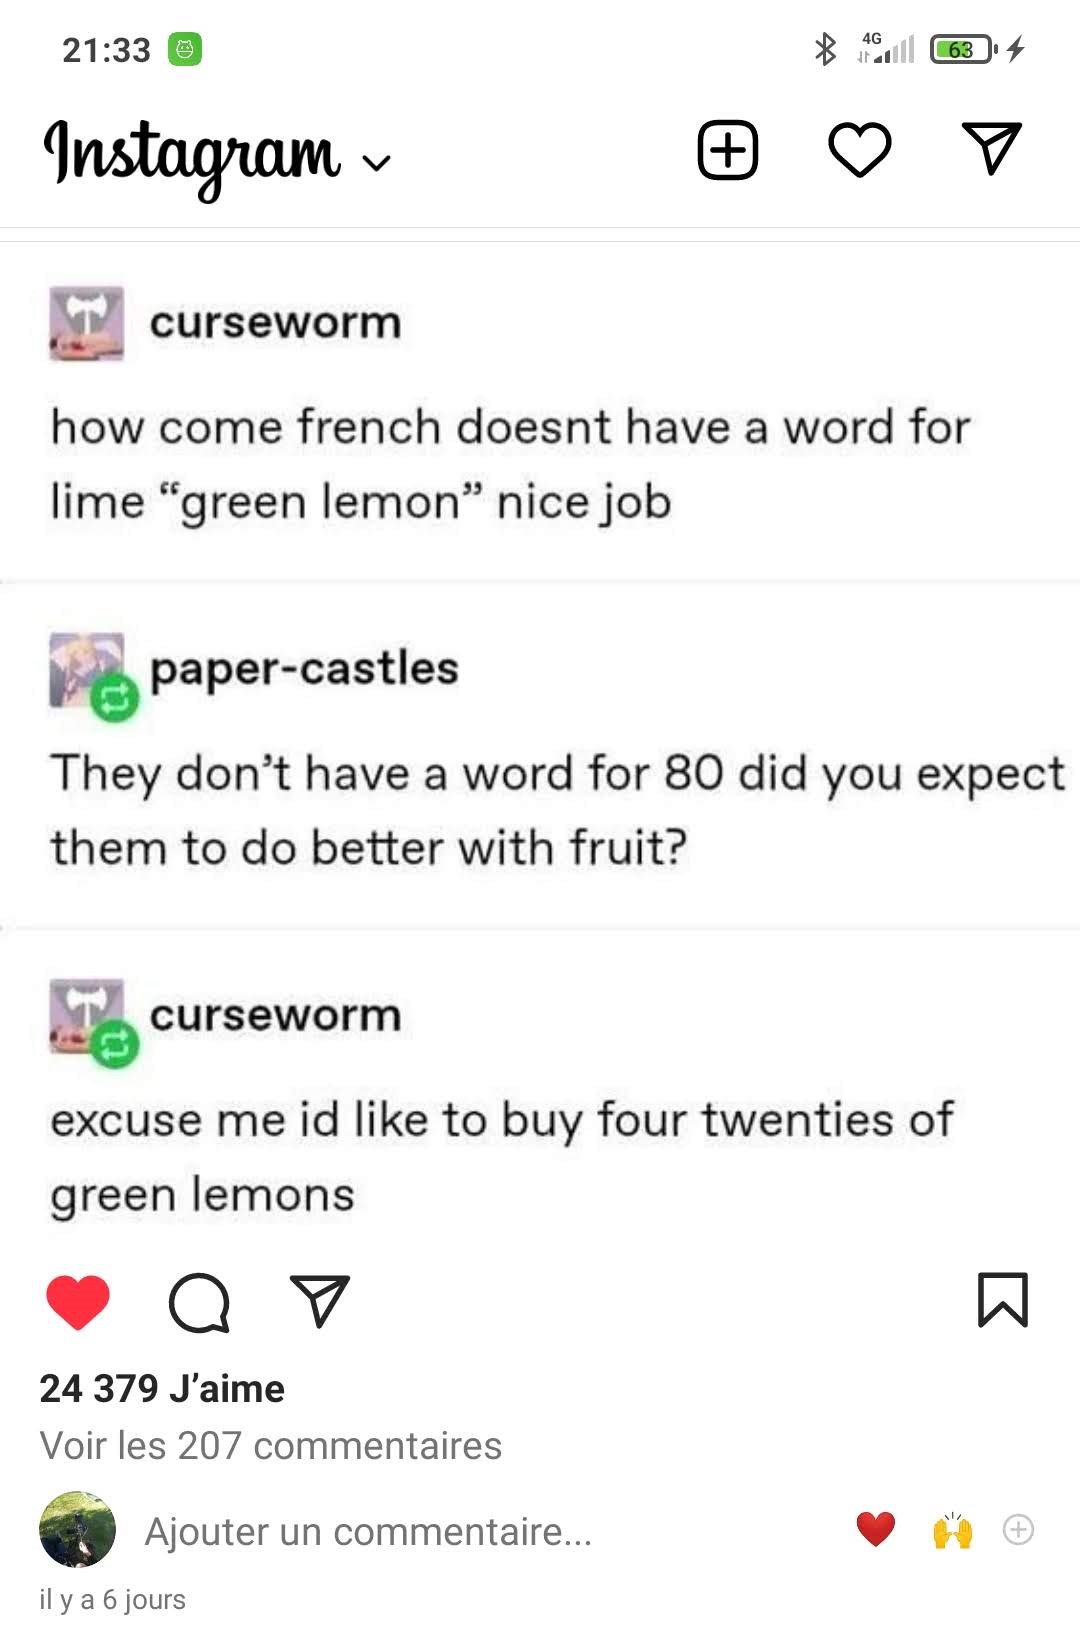 21:33
4G
63
Instagram
curseworm
how come french doesnt have a word for
lime “green lemon” nice job
paper-castles
They don’t have a word for 80 did you expect
them to do better with fruit?
curseworm
excuse me id like to buy four twenties of
green lemons
24 379 J’aime
Voir les 207 commentaires
Ajouter un commentaire...
il y a 6 jours